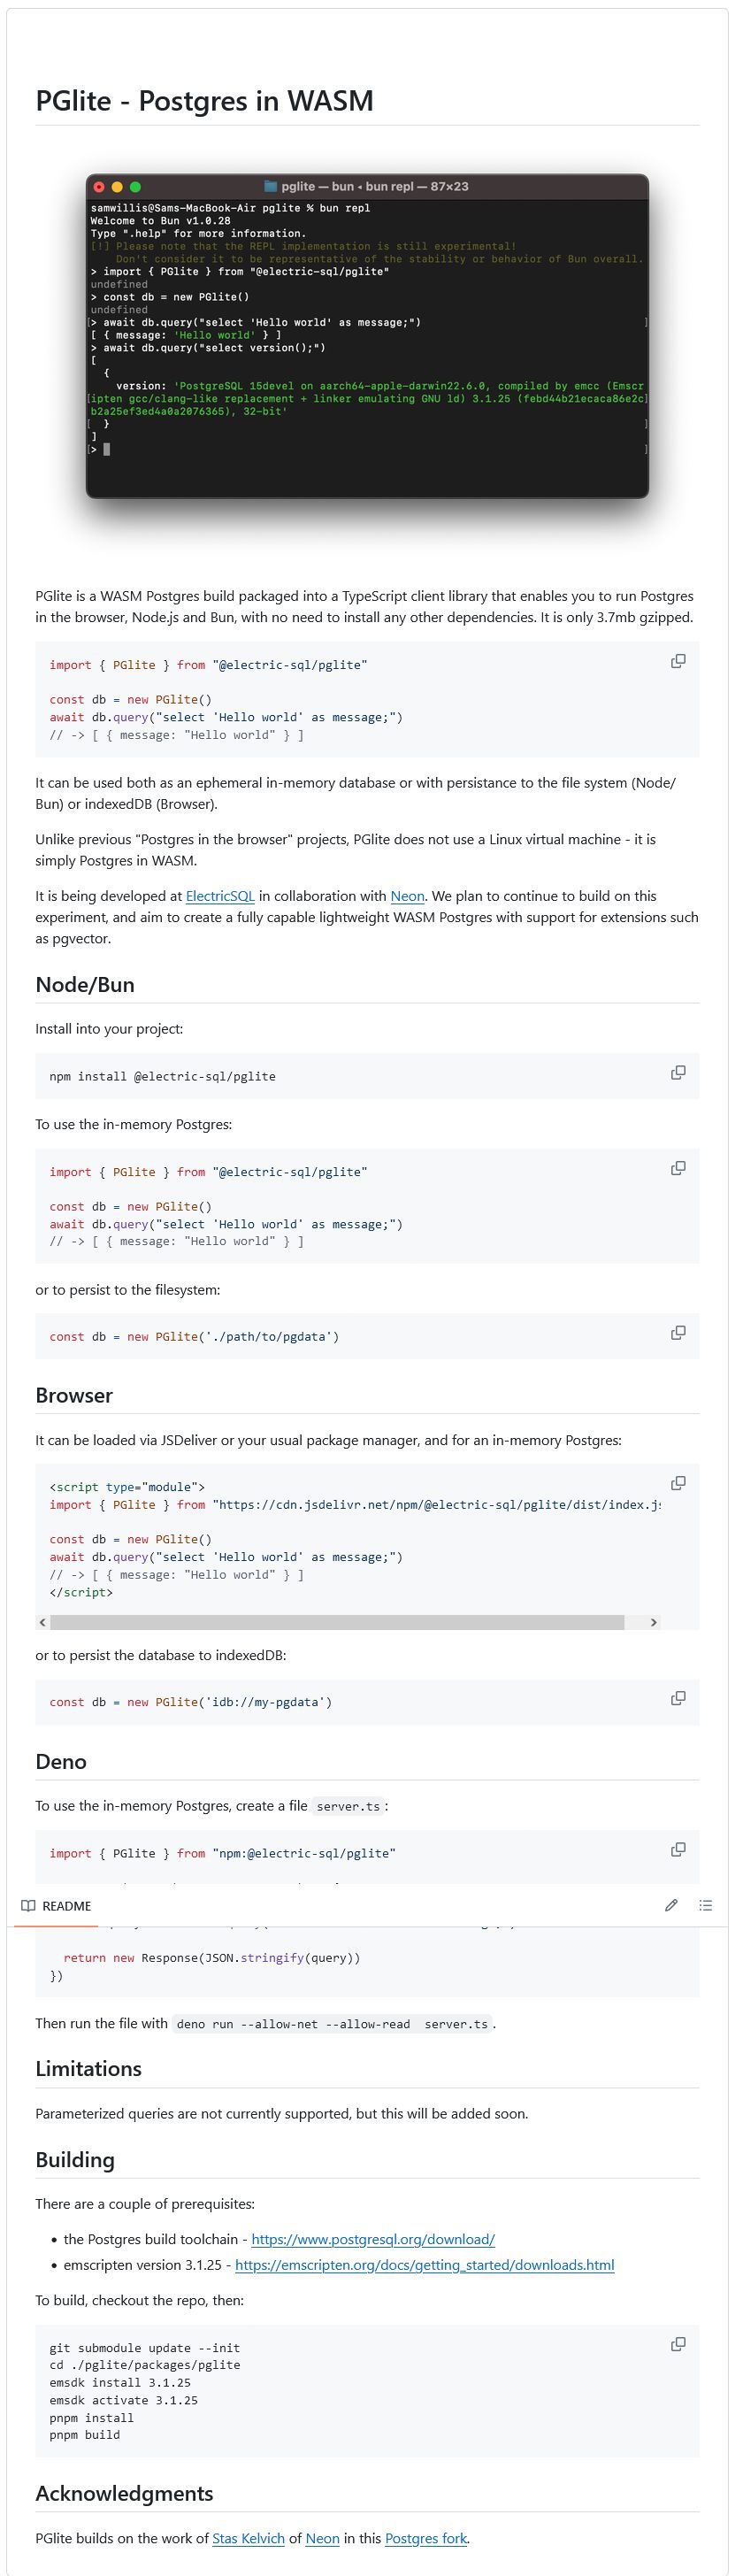 PGlite - Postgres in WASM
pglite — bun ◂ bun repl — 87×23
samwillis@Sams-MacBook-Air pglite % bun repl
Welcome to Bun v1.0.28
Type ".help" for more information.
[!] Please note that the REPL implementation is still experimental!
    Don't consider it to be representative of the stability or behavior of Bun overall.
> import { PGlite } from "@electric-sql/pglite"
undefined
> const db = new PGlite()
undefined
[> await db.query("select 'Hello world' as message;") ]
[ { message: 'Hello world' } ]
> await db.query("select version();")
[
  {
    version: 'PostgreSQL 15devel on aarch64-apple-darwin22.6.0, compiled by emcc (Emscr
[ipten gcc/clang-like replacement + linker emulating GNU ld) 3.1.25 (febd44b21ecaca86e2c]
b2a25ef3ed4a0a2076365), 32-bit'
[  } ]
]
[> ]
PGlite is a WASM Postgres build packaged into a TypeScript client library that enables you to run Postgres
in the browser, Node.js and Bun, with no need to install any other dependencies. It is only 3.7mb gzipped.
import { PGlite } from "@electric-sql/pglite"
const db = new PGlite()
await db.query("select 'Hello world' as message;")
// -> [ { message: "Hello world" } ]
It can be used both as an ephemeral in-memory database or with persistance to the file system (Node/
Bun) or indexedDB (Browser).
Unlike previous "Postgres in the browser" projects, PGlite does not use a Linux virtual machine - it is
simply Postgres in WASM.
It is being developed at ElectricSQL in collaboration with Neon. We plan to continue to build on this
experiment, and aim to create a fully capable lightweight WASM Postgres with support for extensions such
as pgvector.
Node/Bun
Install into your project:
npm install @electric-sql/pglite
To use the in-memory Postgres:
import { PGlite } from "@electric-sql/pglite"
const db = new PGlite()
await db.query("select 'Hello world' as message;")
// -> [ { message: "Hello world" } ]
or to persist to the filesystem:
const db = new PGlite('./path/to/pgdata')
Browser
It can be loaded via JSDeliver or your usual package manager, and for an in-memory Postgres:
<script type="module">
import { PGlite } from "https://cdn.jsdelivr.net/npm/@electric-sql/pglite/dist/index.js
const db = new PGlite()
await db.query("select 'Hello world' as message;")
// -> [ { message: "Hello world" } ]
</script>
or to persist the database to indexedDB:
const db = new PGlite('idb://my-pgdata')
Deno
To use the in-memory Postgres, create a file server.ts:
import { PGlite } from "npm:@electric-sql/pglite"
README
  return new Response(JSON.stringify(query))
})
Then run the file with deno run --allow-net --allow-read  server.ts.
Limitations
Parameterized queries are not currently supported, but this will be added soon.
Building
There are a couple of prerequisites:
• the Postgres build toolchain - https://www.postgresql.org/download/
• emscripten version 3.1.25 - https://emscripten.org/docs/getting_started/downloads.html
To build, checkout the repo, then:
git submodule update --init
cd ./pglite/packages/pglite
emsdk install 3.1.25
emsdk activate 3.1.25
pnpm install
pnpm build
Acknowledgments
PGlite builds on the work of Stas Kelvich of Neon in this Postgres fork.